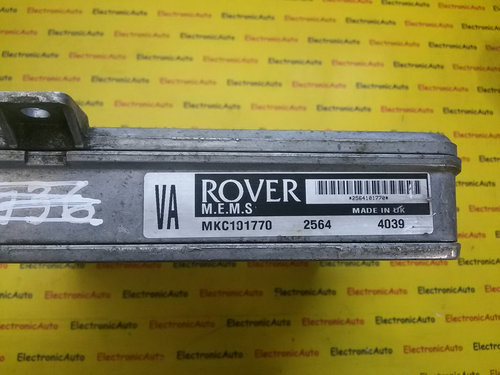 VA
ROVER
M.E.M.S
*2564101770*
MADE IN UK
MKC101770 2564 4039
ElectronicAuto